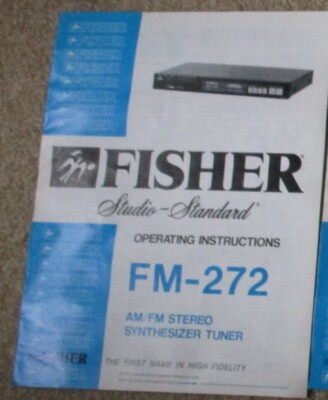 FISHER
Studio-Standard
OPERATING INSTRUCTIONS
FM-272
AM/FM STEREO
SYNTHESIZER TUNER
FISHER
THE FIRST NAME IN HIGH FIDELITY